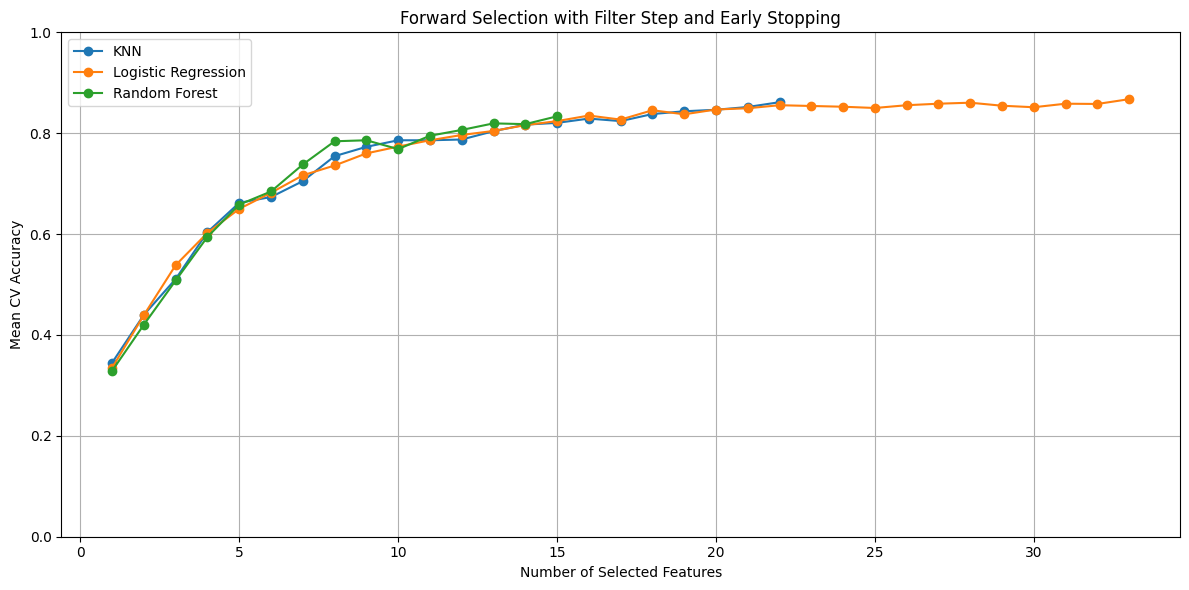 Forward Selection with Filter Step and Early Stopping
KNN
Logistic Regression
Random Forest
Mean CV Accuracy
1.0
0.8
0.6
0.4
0.2
0.0
0 5 10 15 20 25 30
Number of Selected Features